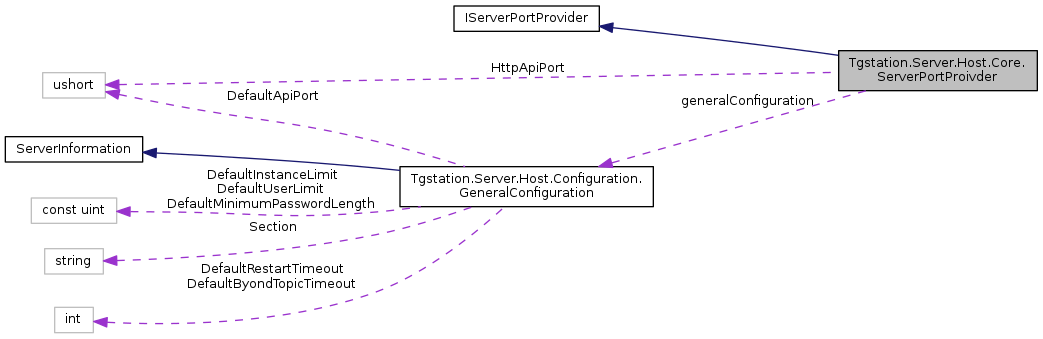 IServerPortProvider
Tgstation.Server.Host.Core.
ServerPortProivder
HttpApiPort
ushort
DefaultApiPort
generalConfiguration
ServerInformation
Tgstation.Server.Host.Configuration.
GeneralConfiguration
DefaultInstanceLimit
DefaultUserLimit
DefaultMinimumPasswordLength
const uint
Section
string
DefaultRestartTimeout
DefaultByondTopicTimeout
int